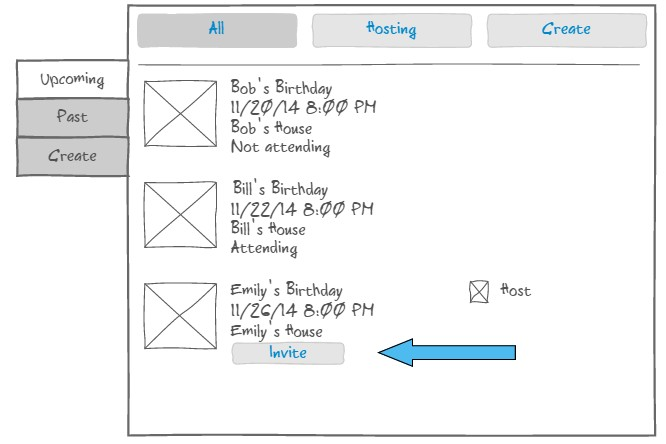 All
Hosting
Create
Upcoming
Past
Create
Bob's Birthday
11/20/14 8:00 PM
Bob's House
Not attending
Bill's Birthday
11/22/14 8:00 PM
Bill's House
Attending
Emily's Birthday
11/26/14 8:00 PM
Emily's House
Host
Invite